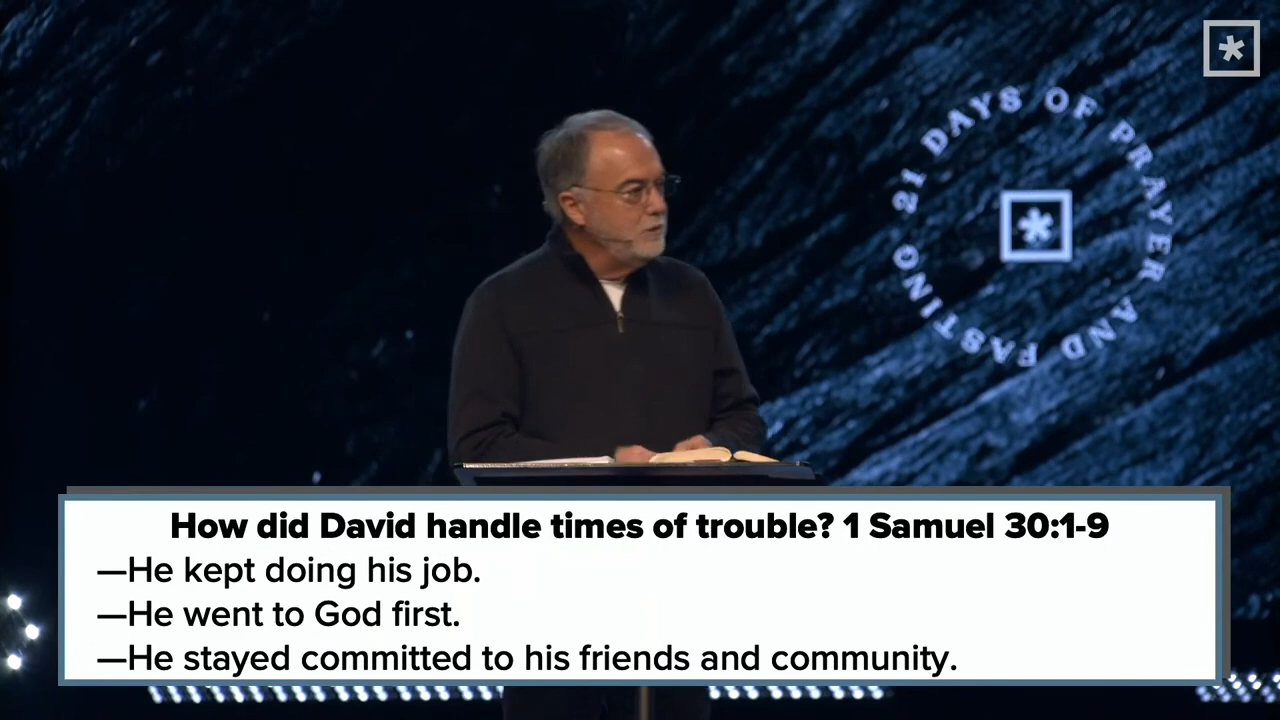 21 DAYS OF PRAYER AND FASTING
How did David handle times of trouble? 1 Samuel 30:1-9
—He kept doing his job.
—He went to God first.
—He stayed committed to his friends and community.